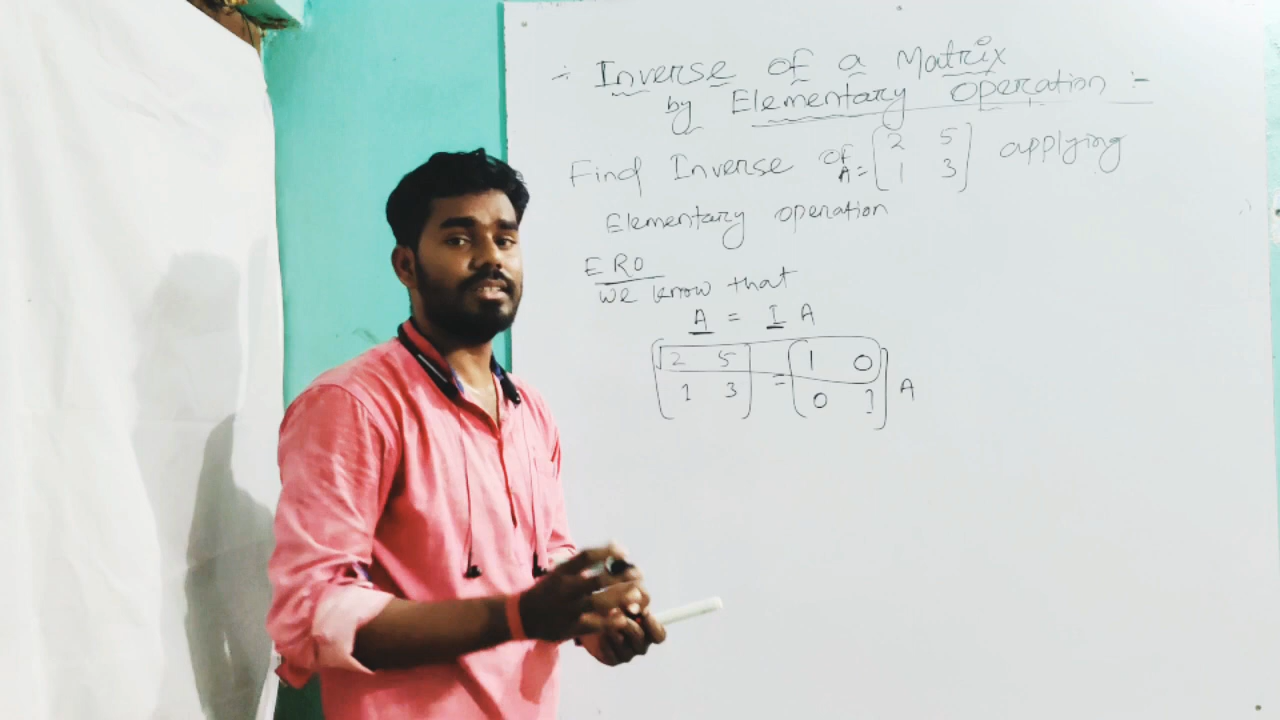 ÷ Inverse of a Matrix
by Elementary Operation :-
Find Inverse of A = [2 5
1 3] applying
Elementary operation
ERO
we know that
A = I A
[2 5
1 3] = [1 0
0 1] A